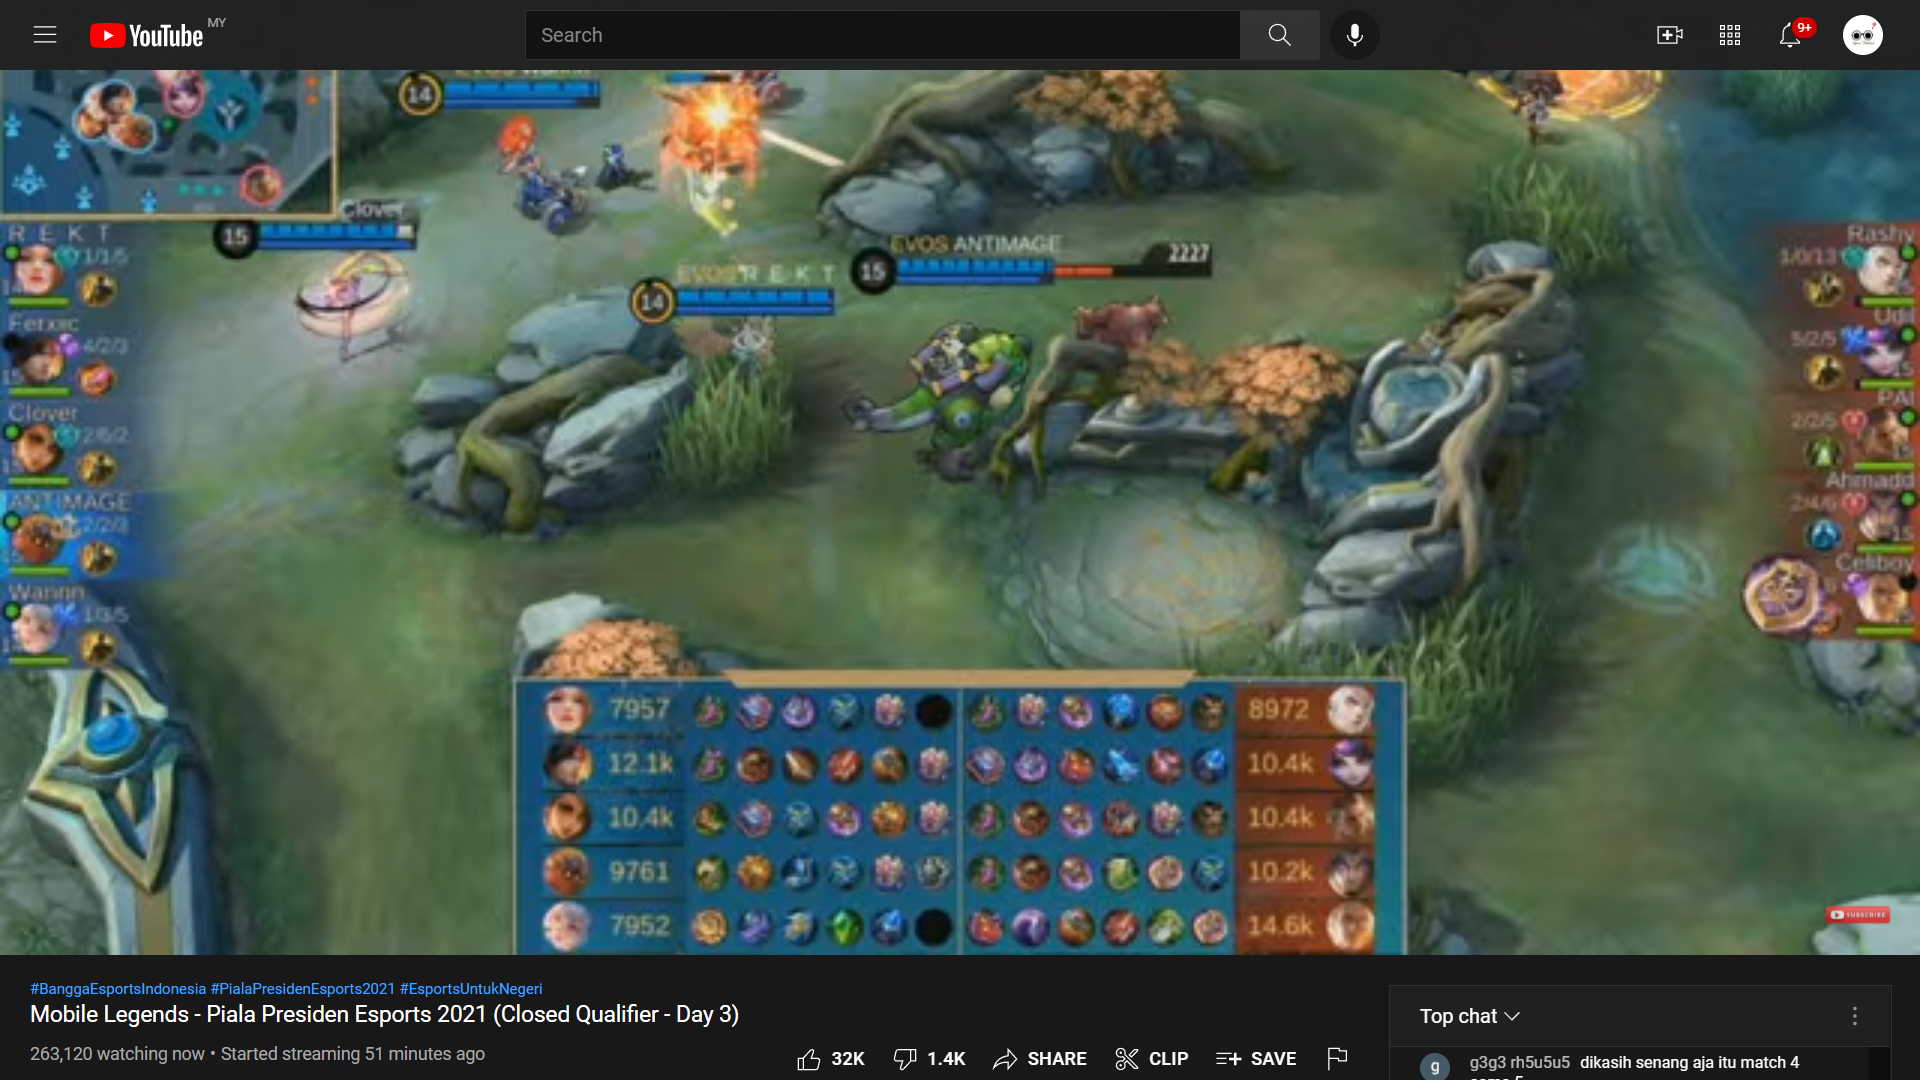 YouTube MY
Search
9+
14
Clover
15
R E K T
1/1/5
EVOS ANTIMAGE
15
2227
EVOS R E K T
14
Ferxiic
4/2/3
Clover
2/6/2
ANTIMAGE
2/2/3
Wannn
1/3/5
Rashy
1/0/13
Udil
5/2/5
PAI
2/2/5
Ahmadd
2/4/6
Celiboy
7957 8972
12.1k 10.4k
10.4k 10.4k
9761 10.2k
7952 14.6k
SUBSCRIBE
#BanggaEsportsIndonesia #PialaPresidenEsports2021 #EsportsUntukNegeri
Mobile Legends - Piala Presiden Esports 2021 (Closed Qualifier - Day 3)
263,120 watching now • Started streaming 51 minutes ago
32K 1.4K SHARE CLIP SAVE
Top chat
g g3g3 rh5u5u5 dikasih senang aja itu match 4